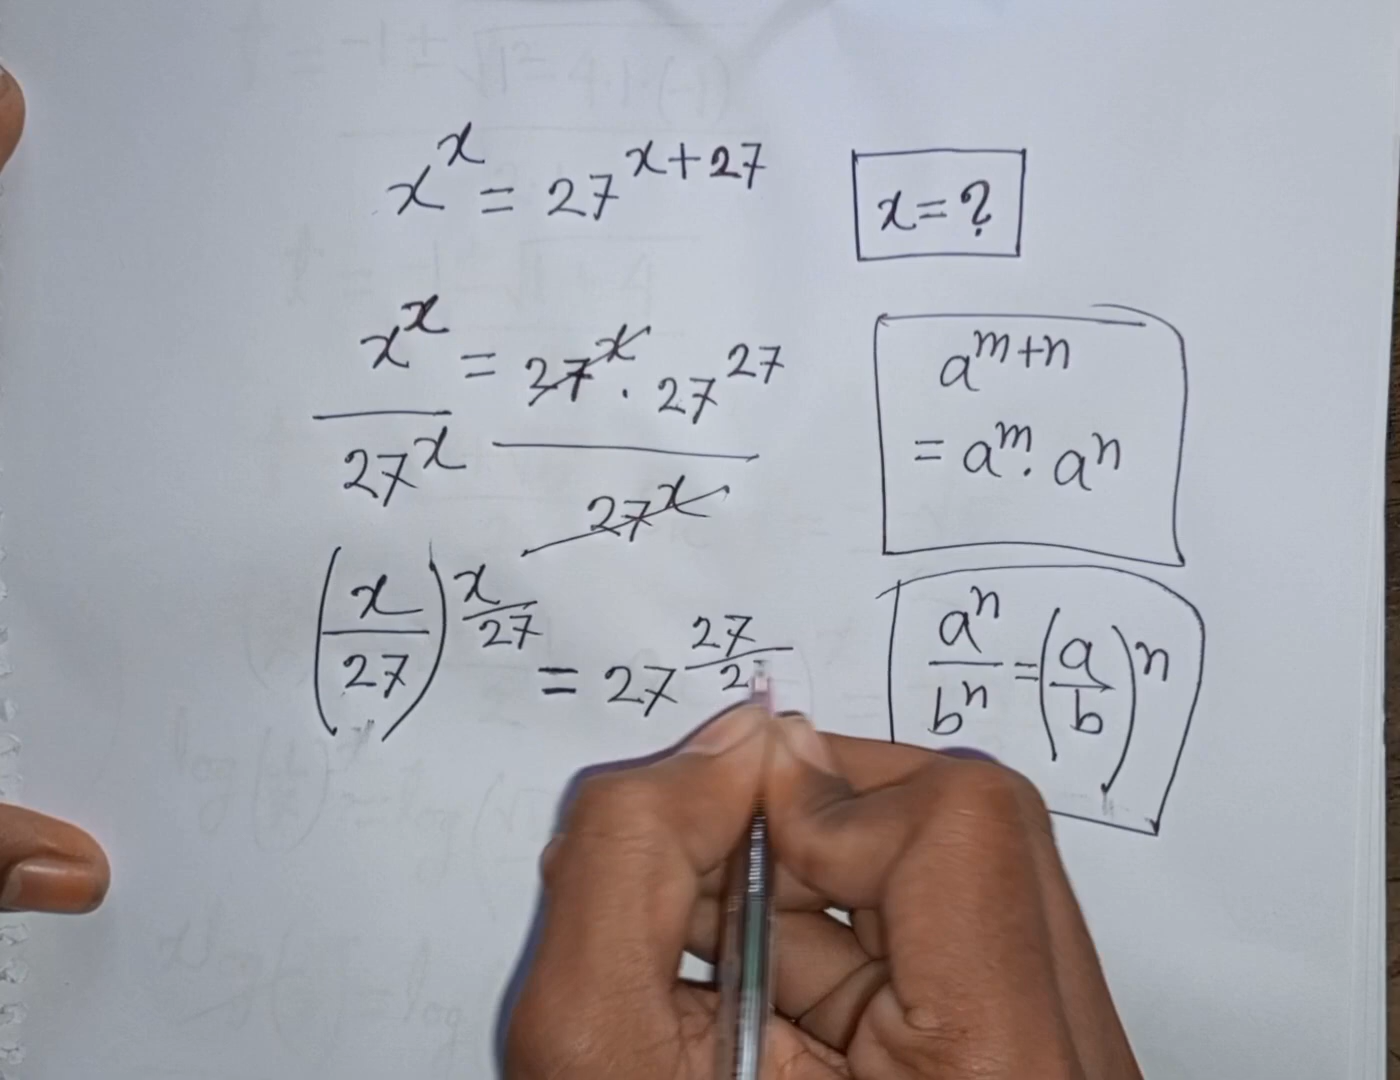 x^x = 27^(x+27)
x = ?
x^x / 27^x = 27^x · 27^27 / 27^x
a^(m+n)
= a^m · a^n
(x/27)^(x/27) = 27^(27/2
a^n / b^n = (a/b)^n